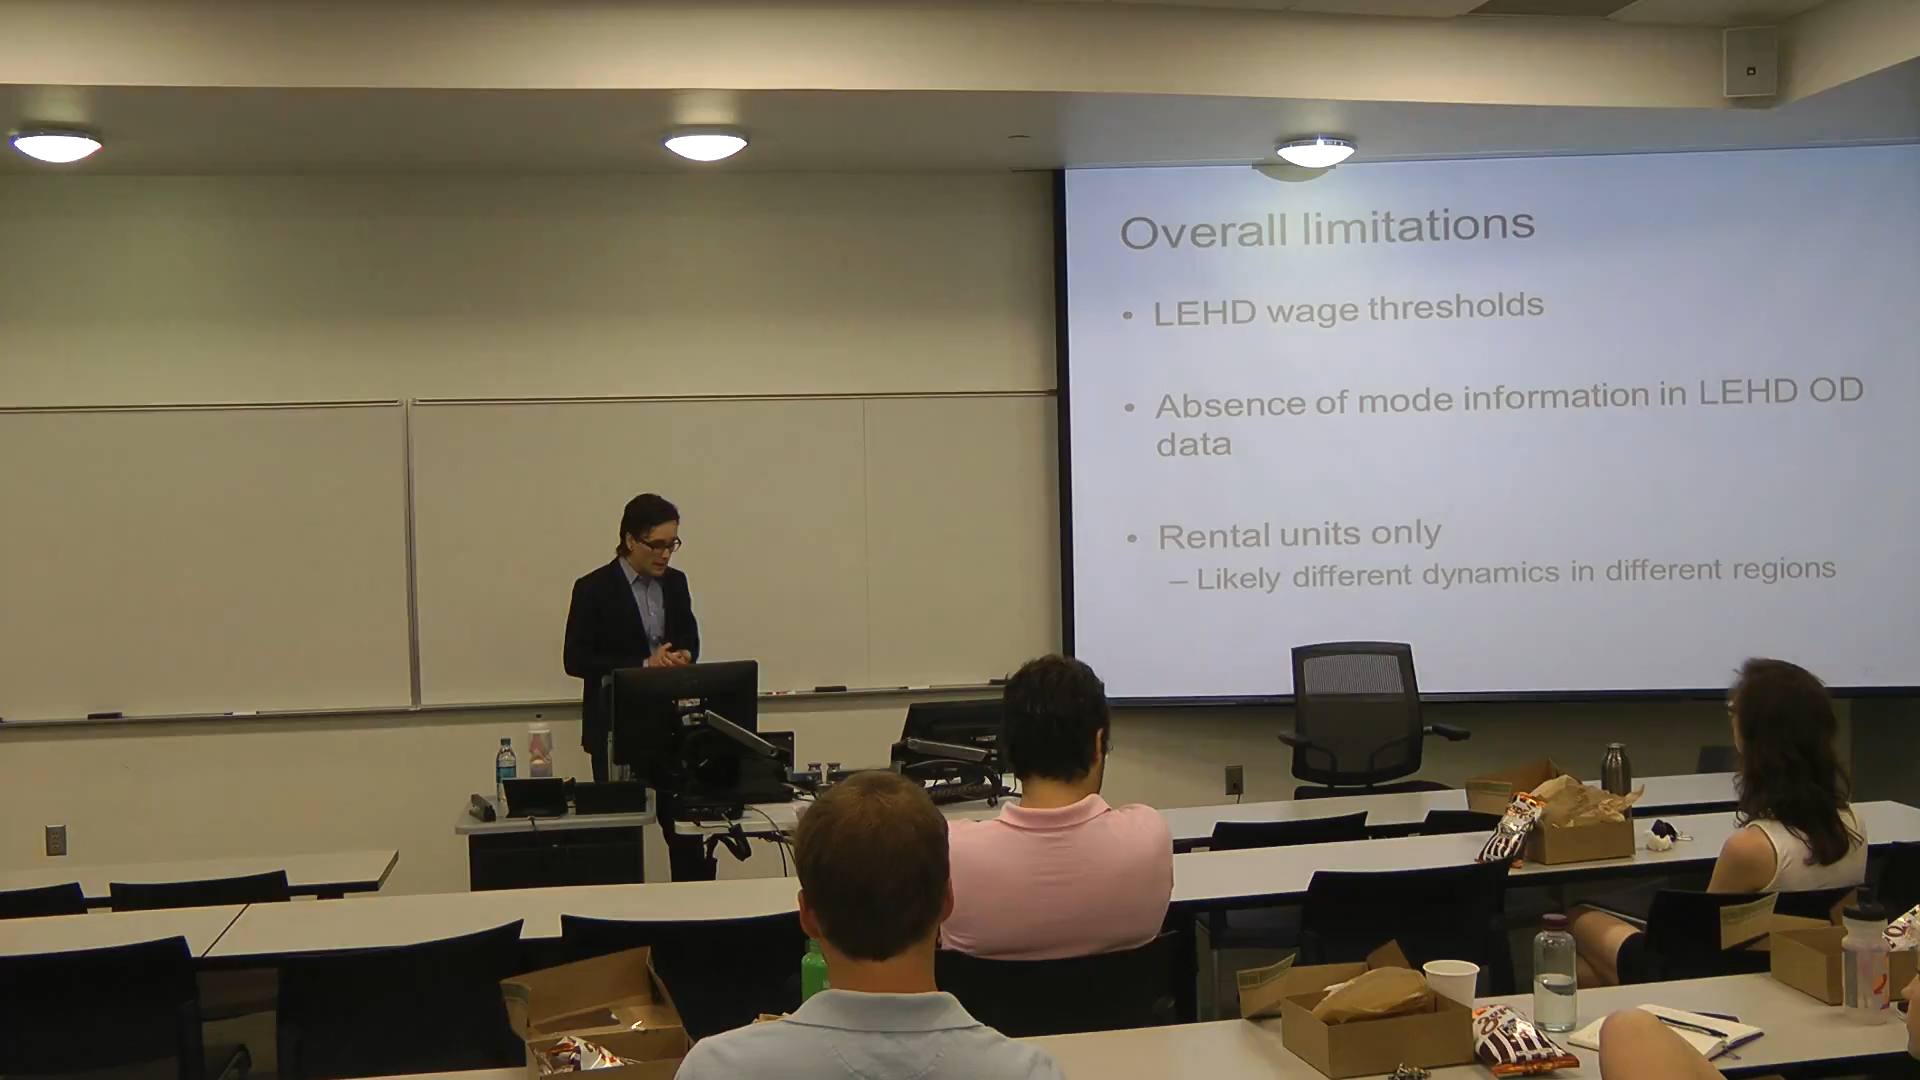 Overall limitations
• LEHD wage thresholds
• Absence of mode information in LEHD OD
data
• Rental units only
– Likely different dynamics in different regions